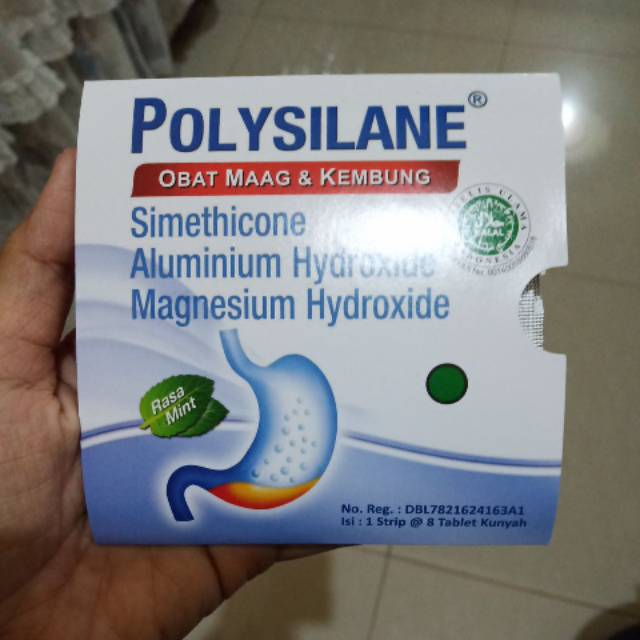 POLYSILANE®
OBAT MAAG & KEMBUNG
Simethicone
Aluminium Hydroxide
Magnesium Hydroxide
Rasa
Mint
No. Reg. : DBL7821624163A1
Isi : 1 Strip @ 8 Tablet Kunyah